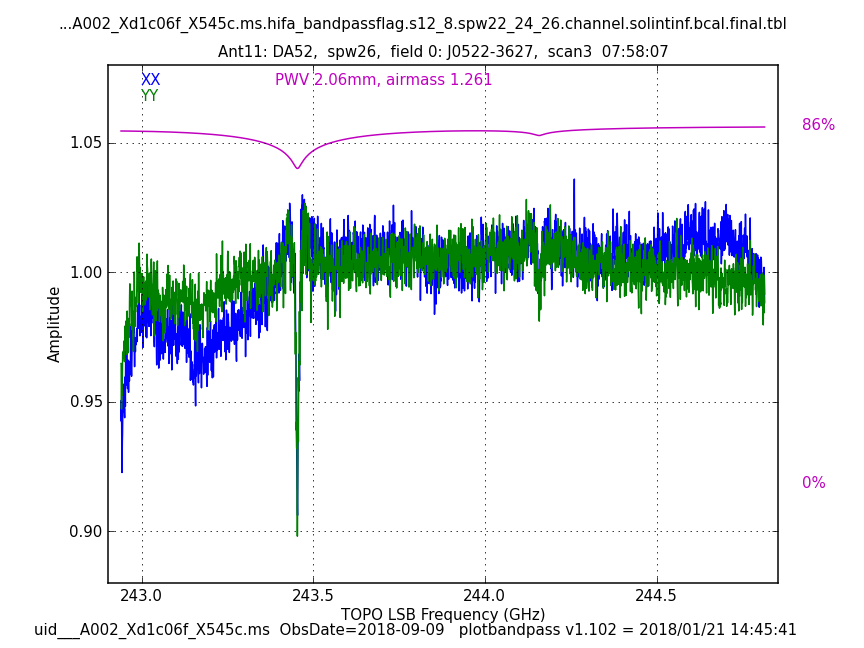 ...A002_Xd1c06f_X545c.ms.hifa_bandpassflag.s12_8.spw22_24_26.channel.solintinf.bcal.final.tbl
Ant11: DA52,  spw26,  field 0: J0522-3627,  scan3  07:58:07
XX
PWV 2.06mm, airmass 1.261
YY
86%
1.05
1.00
Amplitude
0.95
0%
0.90
243.0
243.5
244.0
244.5
TOPO LSB Frequency (GHz)
uid___A002_Xd1c06f_X545c.ms  ObsDate=2018-09-09   plotbandpass v1.102 = 2018/01/21 14:45:41